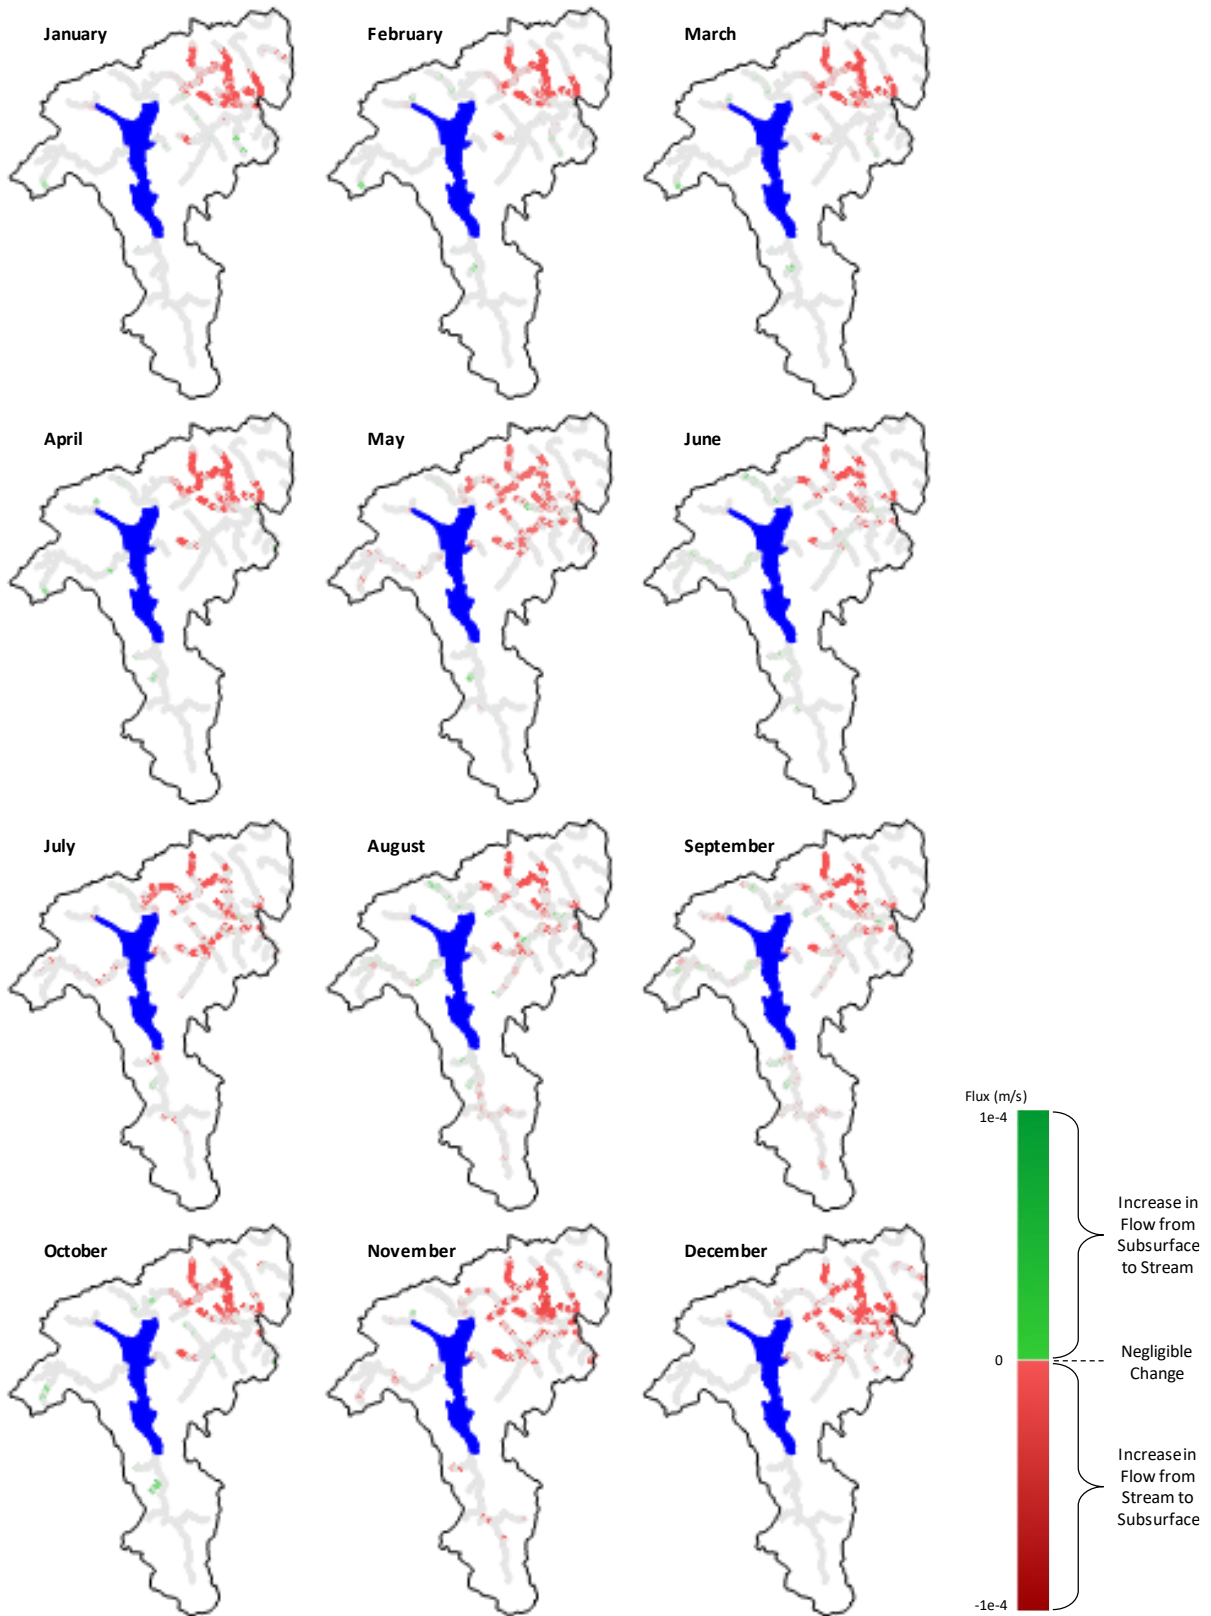 January
February
March
April
May
June
July
August
September
October
November
December
Flux (m/s)
1e-4
Increase in
Flow from
Subsurface
to Stream
0
Negligible
Change
Increase in
Flow from
Stream to
Subsurface
-1e-4